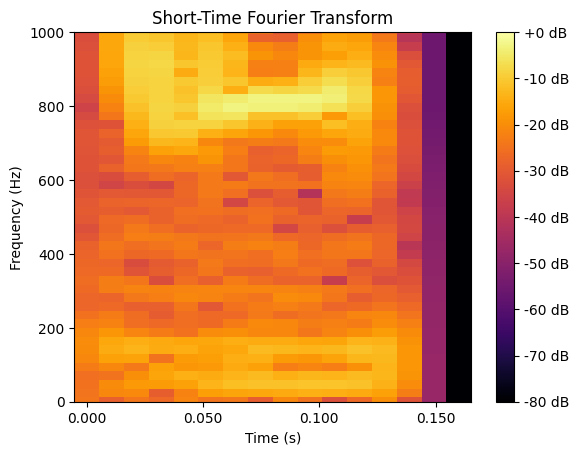 Short-Time Fourier Transform
Frequency (Hz)
1000
800
600
400
200
0
0.000
0.050
0.100
0.150
Time (s)
+0 dB
-10 dB
-20 dB
-30 dB
-40 dB
-50 dB
-60 dB
-70 dB
-80 dB